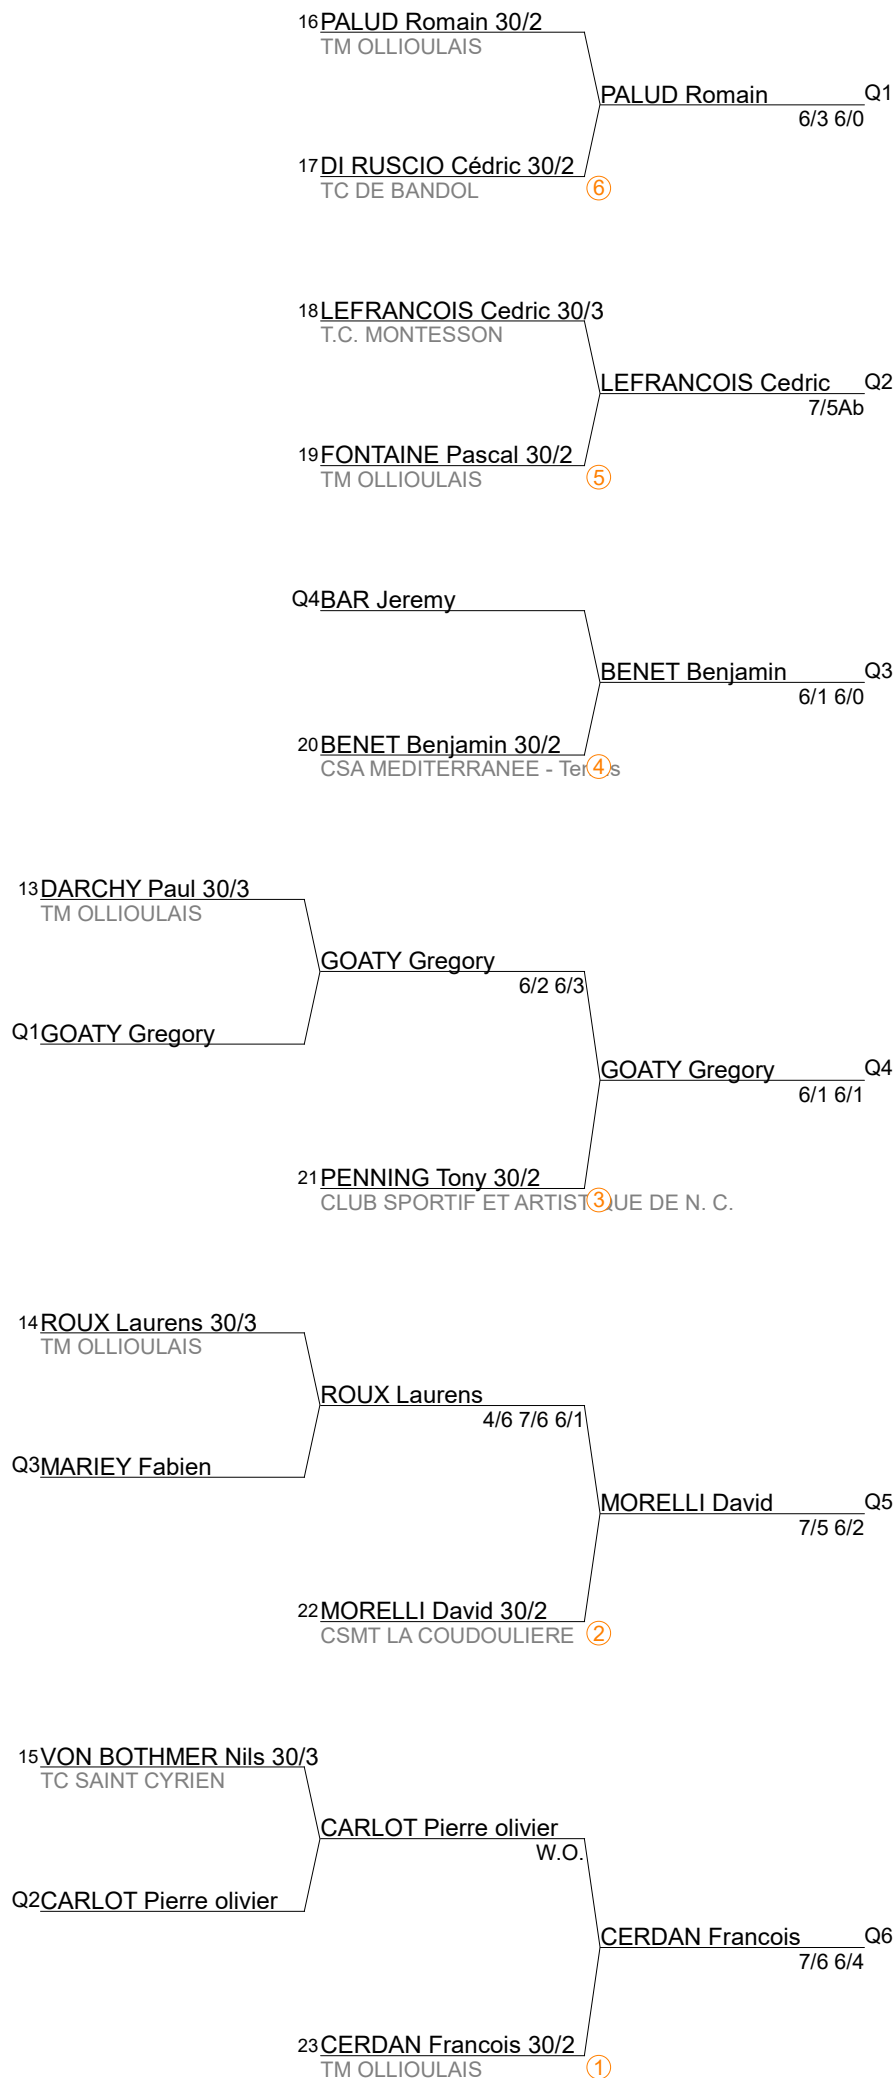 16 PALUD Romain 30/2
TM OLLIOULAIS
PALUD Romain Q1
6/3 6/0
17 DI RUSCIO Cédric 30/2
TC DE BANDOL 6
18 LEFRANCOIS Cedric 30/3
T.C. MONTESSON
LEFRANCOIS Cedric Q2
7/5Ab
19 FONTAINE Pascal 30/2
TM OLLIOULAIS 5
Q4 BAR Jeremy
BENET Benjamin Q3
6/1 6/0
20 BENET Benjamin 30/2
CSA MEDITERRANEE - Tennis 4
13 DARCHY Paul 30/3
TM OLLIOULAIS
GOATY Gregory
6/2 6/3
Q1 GOATY Gregory
GOATY Gregory Q4
6/1 6/1
21 PENNING Tony 30/2
CLUB SPORTIF ET ARTISTIQUE DE N. C. 3
14 ROUX Laurens 30/3
TM OLLIOULAIS
ROUX Laurens
4/6 7/6 6/1
Q3 MARIEY Fabien
MORELLI David Q5
7/5 6/2
22 MORELLI David 30/2
CSMT LA COUDOULIERE 2
15 VON BOTHMER Nils 30/3
TC SAINT CYRIEN
CARLOT Pierre olivier
W.O.
Q2 CARLOT Pierre olivier
CERDAN Francois Q6
7/6 6/4
23 CERDAN Francois 30/2
TM OLLIOULAIS 1